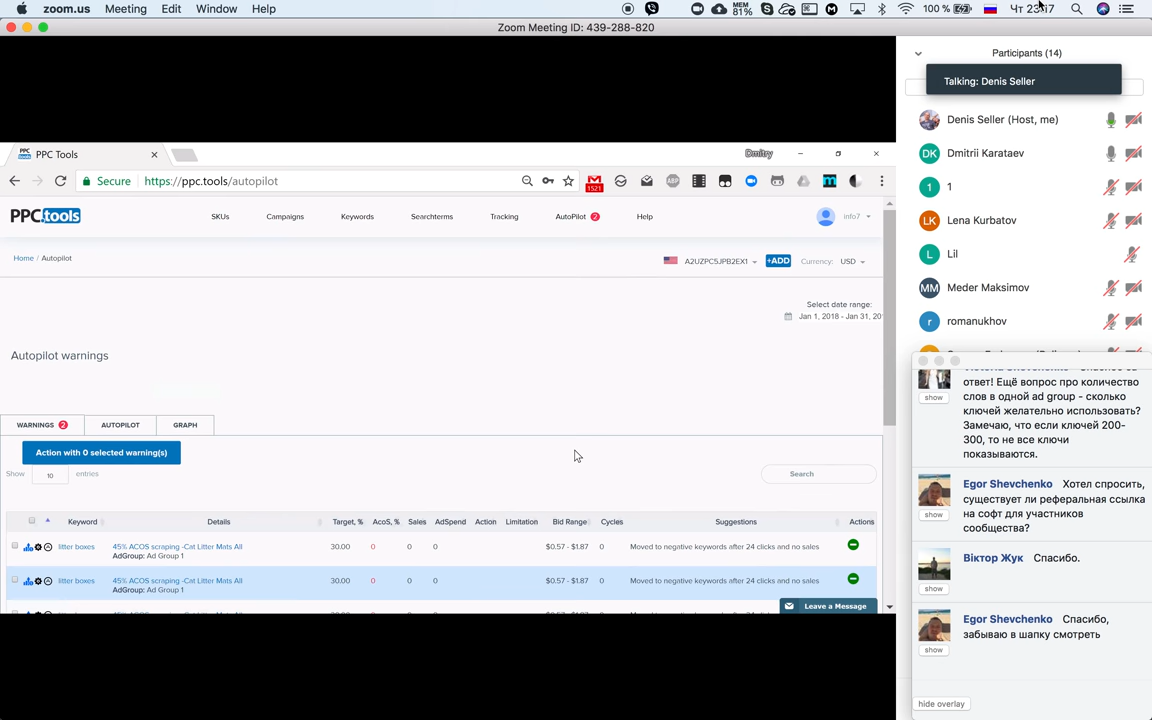 zoom.us Meeting Edit Window Help
MEM 81% 100 % Чт 23:17
Zoom Meeting ID: 439-288-820
Participants (14)
Talking: Denis Seller
Denis Seller (Host, me)
DK Dmitrii Karataev
1 1
LK Lena Kurbatov
L Lil
MM Meder Maksimov
r romanukhov
PPC Tools
Dmitry
Secure https://ppc.tools/autopilot
1521
ABP
PPC.tools SKUs Campaigns Keywords Searchterms Tracking AutoPilot 2 Help info7
Home / Autopilot
A2UZPC5JPB2EX1 +ADD Currency: USD
Select date range:
Jan 1, 2018 - Jan 31, 20
Autopilot warnings
WARNINGS 2 AUTOPILOT GRAPH
Action with 0 selected warning(s)
Show 10 entries Search
Keyword Details Target, % AcoS, % Sales AdSpend Action Limitation Bid Range Cycles Suggestions Actions
litter boxes 45% ACOS scraping -Cat Litter Mats All 30.00 0 0 0 $0.57 - $1.87 0 Moved to negative keywords after 24 clicks and no sales
AdGroup: Ad Group 1
litter boxes 45% ACOS scraping -Cat Litter Mats All 30.00 0 0 0 $0.57 - $1.87 0 Moved to negative keywords after 24 clicks and no sales
AdGroup: Ad Group 1
Leave a Message
ответ! Ещё вопрос про количество
слов в одной ad group - сколько
ключей желательно использовать?
Замечаю, что если ключей 200-
300, то не все ключи
показываются.
show
Egor Shevchenko Хотел спросить,
существует ли реферальная ссылка
на софт для участников
сообщества?
show
Віктор Жук Спасибо.
show
Egor Shevchenko Спасибо,
забываю в шапку смотреть
show
hide overlay